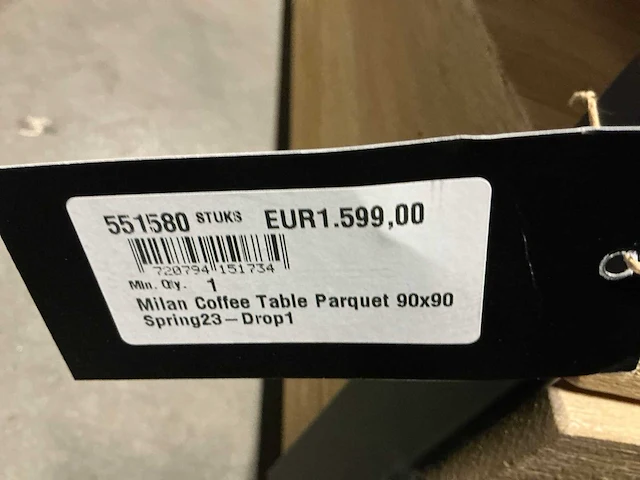 551580 STUKS EUR1.599,00
720794 151734
Min. Qty. 1
Milan Coffee Table Parquet 90x90
Spring23-Drop1